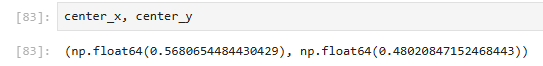 [83]: center_x, center_y
[83]: (np.float64(0.5680654484430429), np.float64(0.48020847152468443))